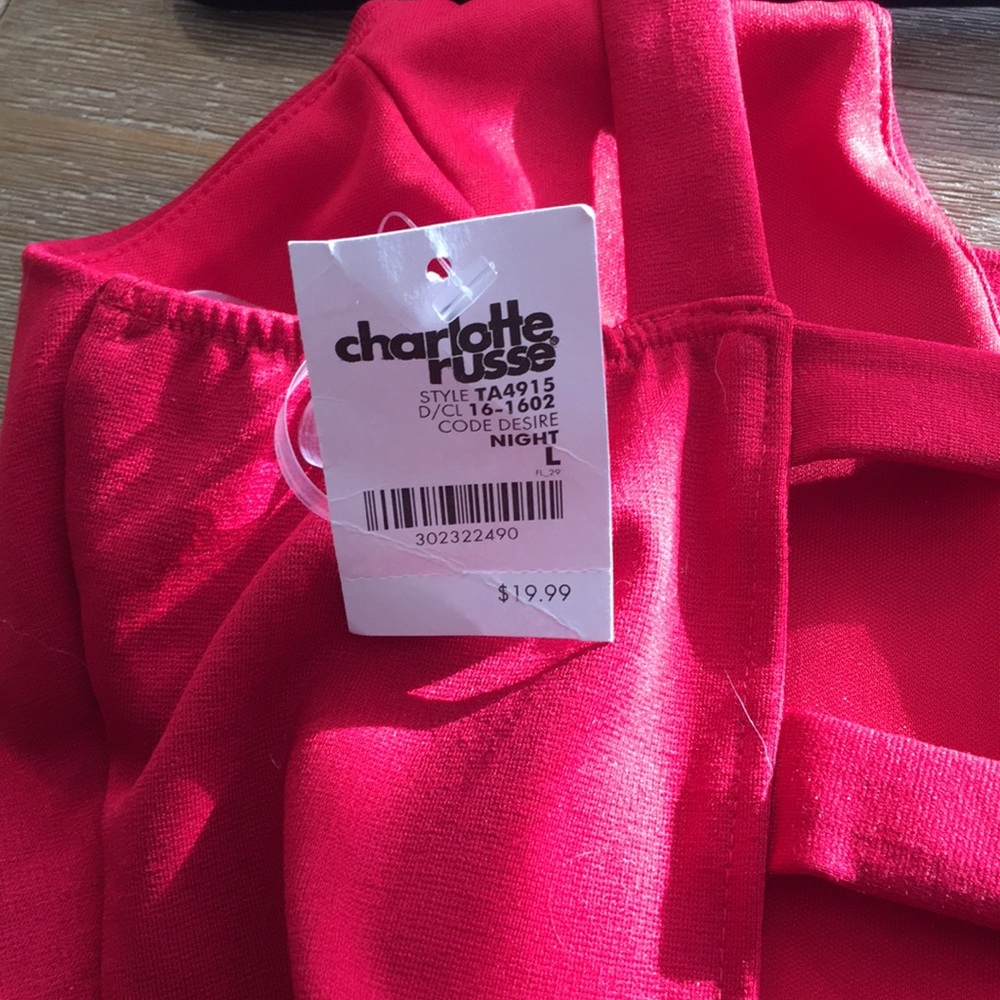 charlotte
russe®
STYLE TA4915
D/CL 16-1602
CODE DESIRE
NIGHT
L
FL_29
302322490
$19.99